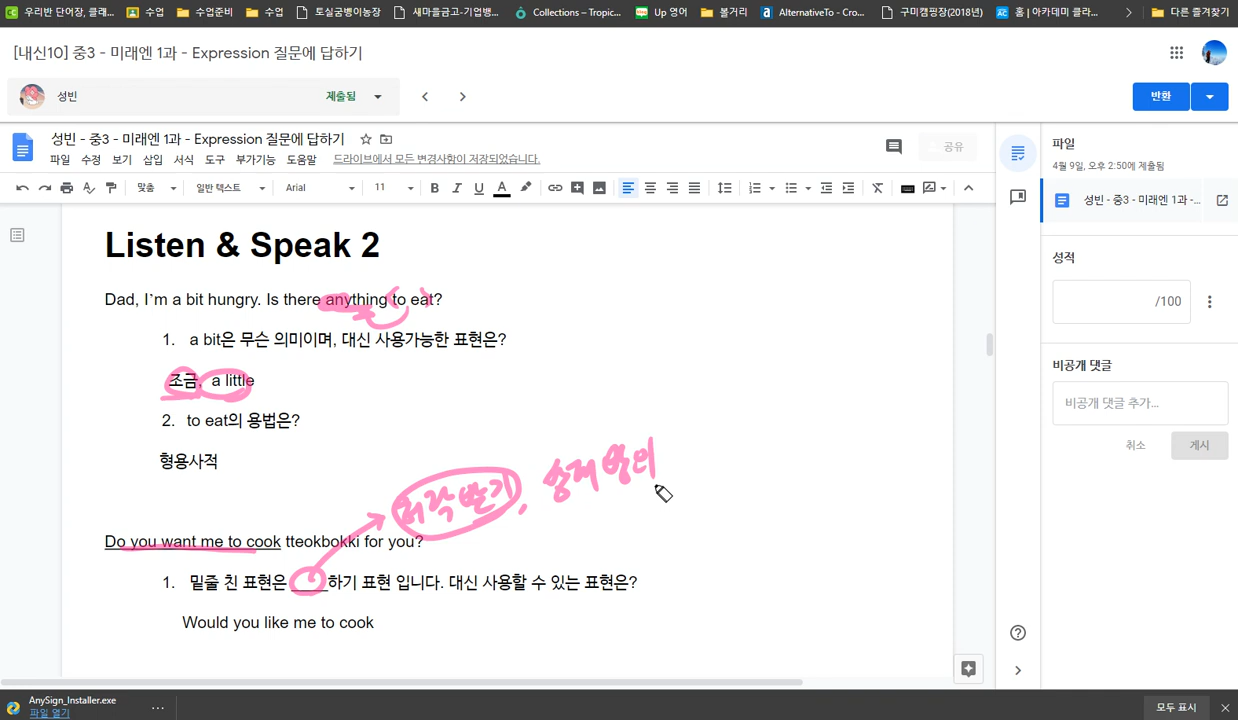 우리반 단어장, 클래... 수업 수업준비 수업 토실굼벵이농장 새마을금고-기업뱅... Collections – Tropic... Up 영어 볼거리 AlternativeTo - Cro... 구미캠핑장(2018년) 홈 | 아카데미 클라... 다른 즐겨찾기
[내신10] 중3 - 미래엔 1과 - Expression 질문에 답하기
성빈 제출됨 반환
성빈 - 중3 - 미래엔 1과 - Expression 질문에 답하기
파일 수정 보기 삽입 서식 도구 부가기능 도움말 드라이브에서 모든 변경사항이 저장되었습니다. 공유
맞춤 일반 텍스트 Arial 11
Listen & Speak 2
Dad, I'm a bit hungry. Is there anything to eat?
1. a bit은 무슨 의미이며, 대신 사용가능한 표현은?
조금, a little
2. to eat의 용법은?
형용사적
허락 받기,
Do you want me to cook tteokbokki for you?
1. 밑줄 친 표현은 ____하기 표현 입니다. 대신 사용할 수 있는 표현은?
Would you like me to cook
파일
4월 9일, 오후 2:50에 제출됨
성빈 - 중3 - 미래엔 1과 -...
성적
/100
비공개 댓글
비공개 댓글 추가...
취소 게시
AnySign_Installer.exe
파일 열기
모두 표시